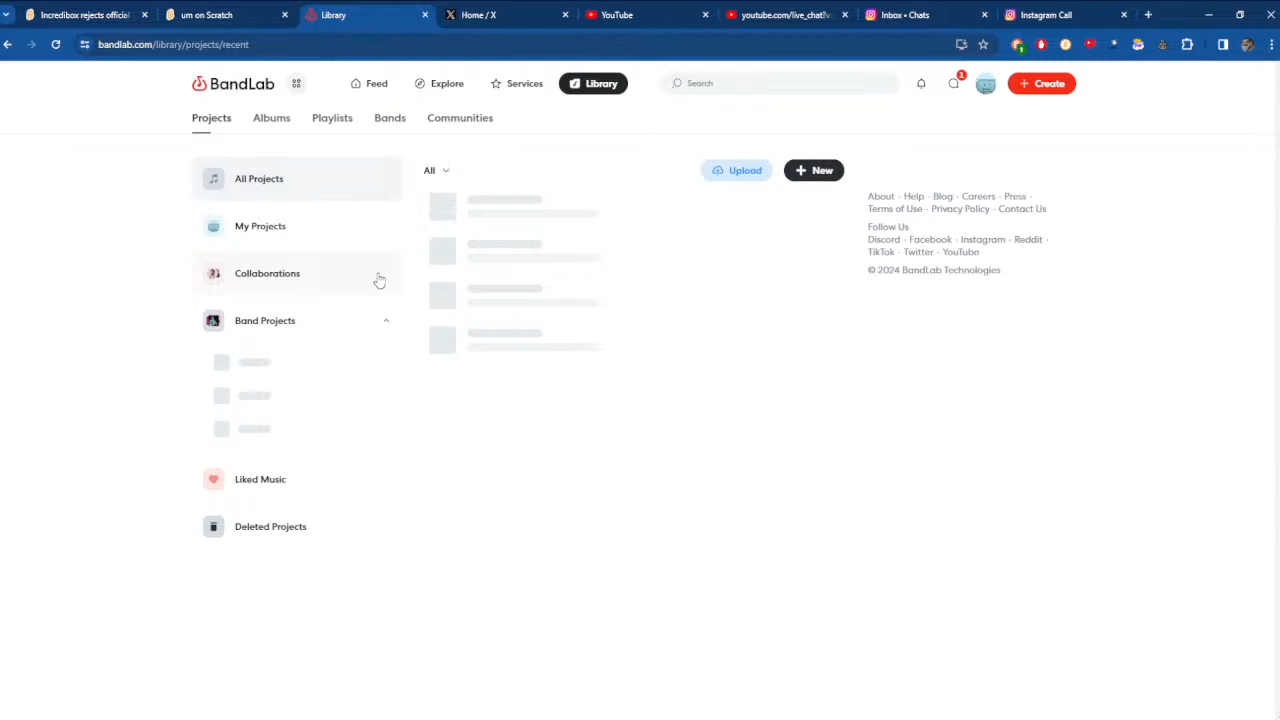 Incredibox rejects official
um on Scratch
Library
Home / X
YouTube
youtube.com/live_chat?v
Inbox • Chats
Instagram Call
bandlab.com/library/projects/recent
BandLab
Feed
Explore
Services
Library
Search
1
Create
Projects
Albums
Playlists
Bands
Communities
All Projects
My Projects
Collaborations
Band Projects
Liked Music
Deleted Projects
All
Upload
New
About · Help · Blog · Careers · Press ·
Terms of Use · Privacy Policy · Contact Us
Follow Us
Discord · Facebook · Instagram · Reddit ·
TikTok · Twitter · YouTube
© 2024 BandLab Technologies